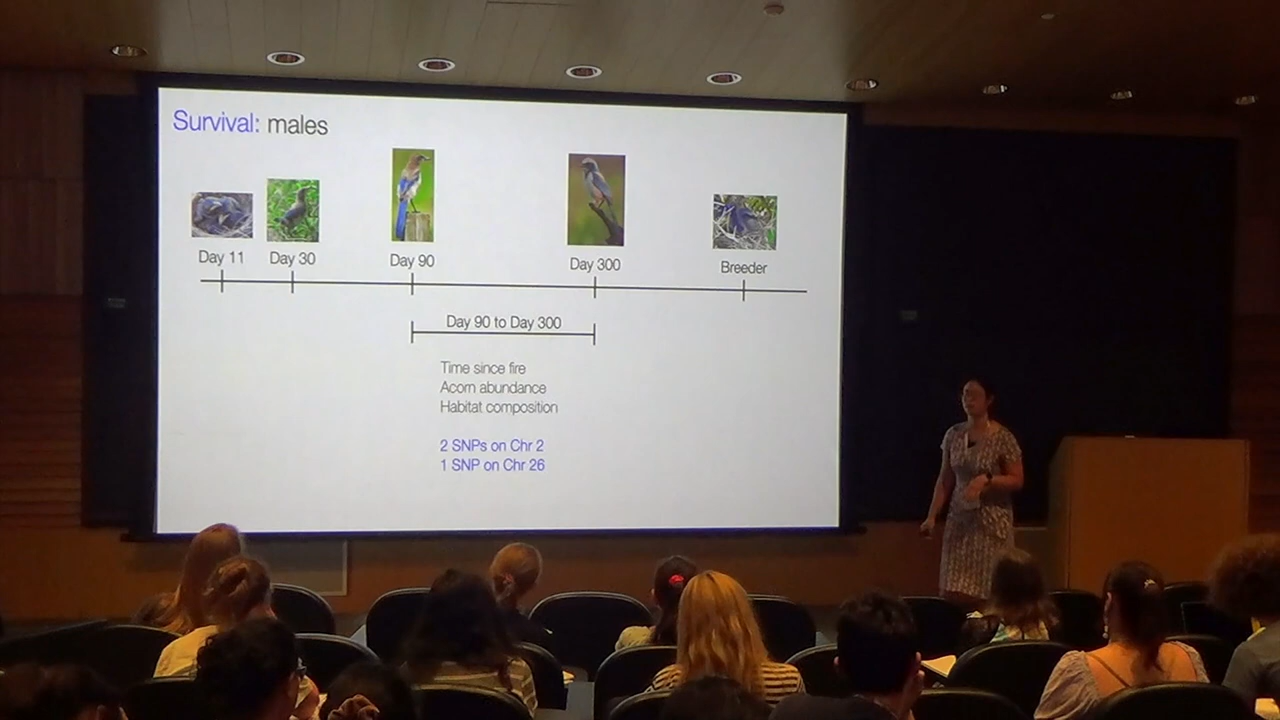 Survival: males
Day 11
Day 30
Day 90
Day 300
Breeder
Day 90 to Day 300
Time since fire
Acorn abundance
Habitat composition
2 SNPs on Chr 2
1 SNP on Chr 26